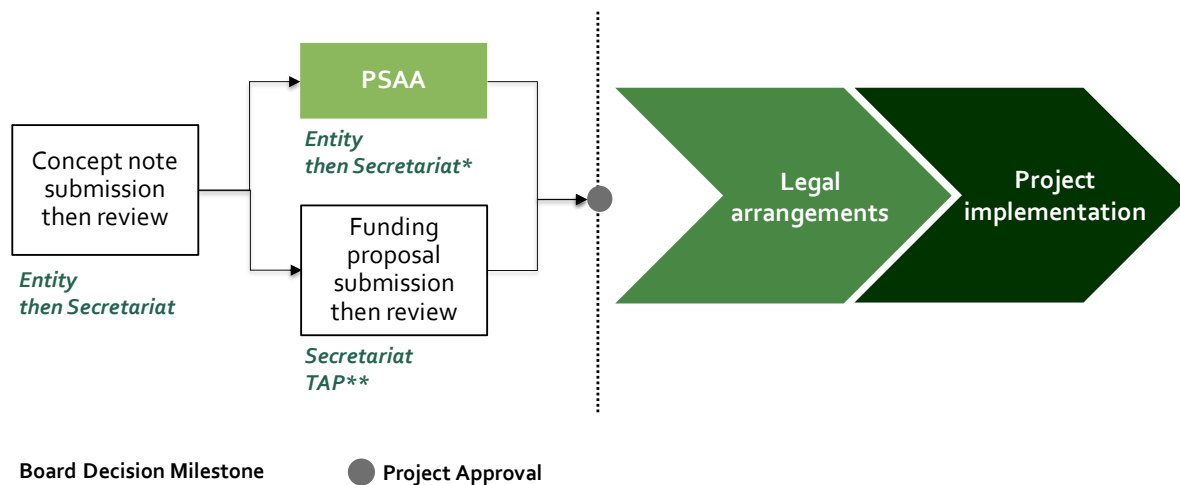 Concept note
submission
then review
Entity
then Secretariat
PSAA
Entity
then Secretariat*
Funding
proposal
submission
then review
Secretariat
TAP**
Legal
arrangements
Project
implementation
Board Decision Milestone
Project Approval